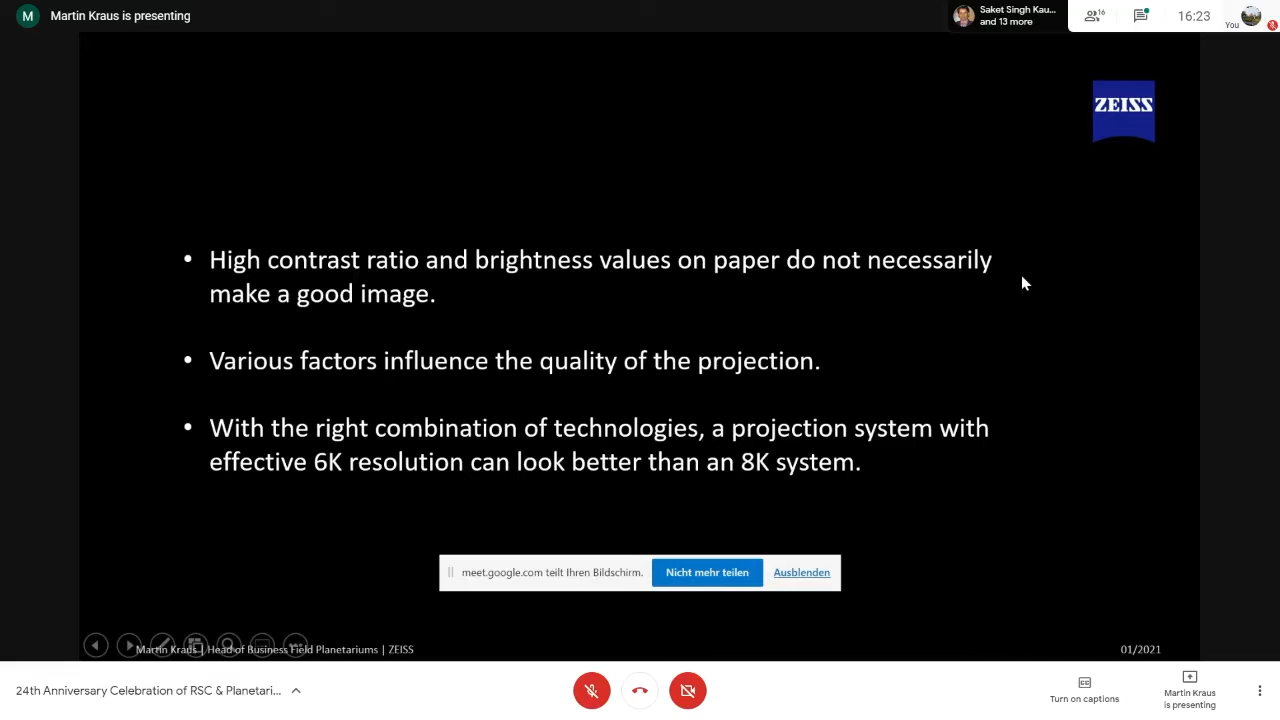 M Martin Kraus is presenting
Saket Singh Kau...
and 13 more
16
16:23
You
ZEISS
• High contrast ratio and brightness values on paper do not necessarily
make a good image.
• Various factors influence the quality of the projection.
• With the right combination of technologies, a projection system with
effective 6K resolution can look better than an 8K system.
meet.google.com teilt Ihren Bildschirm. Nicht mehr teilen Ausblenden
Martin Kraus | Head of Business Field Planetariums | ZEISS
01/2021
24th Anniversary Celebration of RSC & Planetari...
Turn on captions
Martin Kraus
is presenting